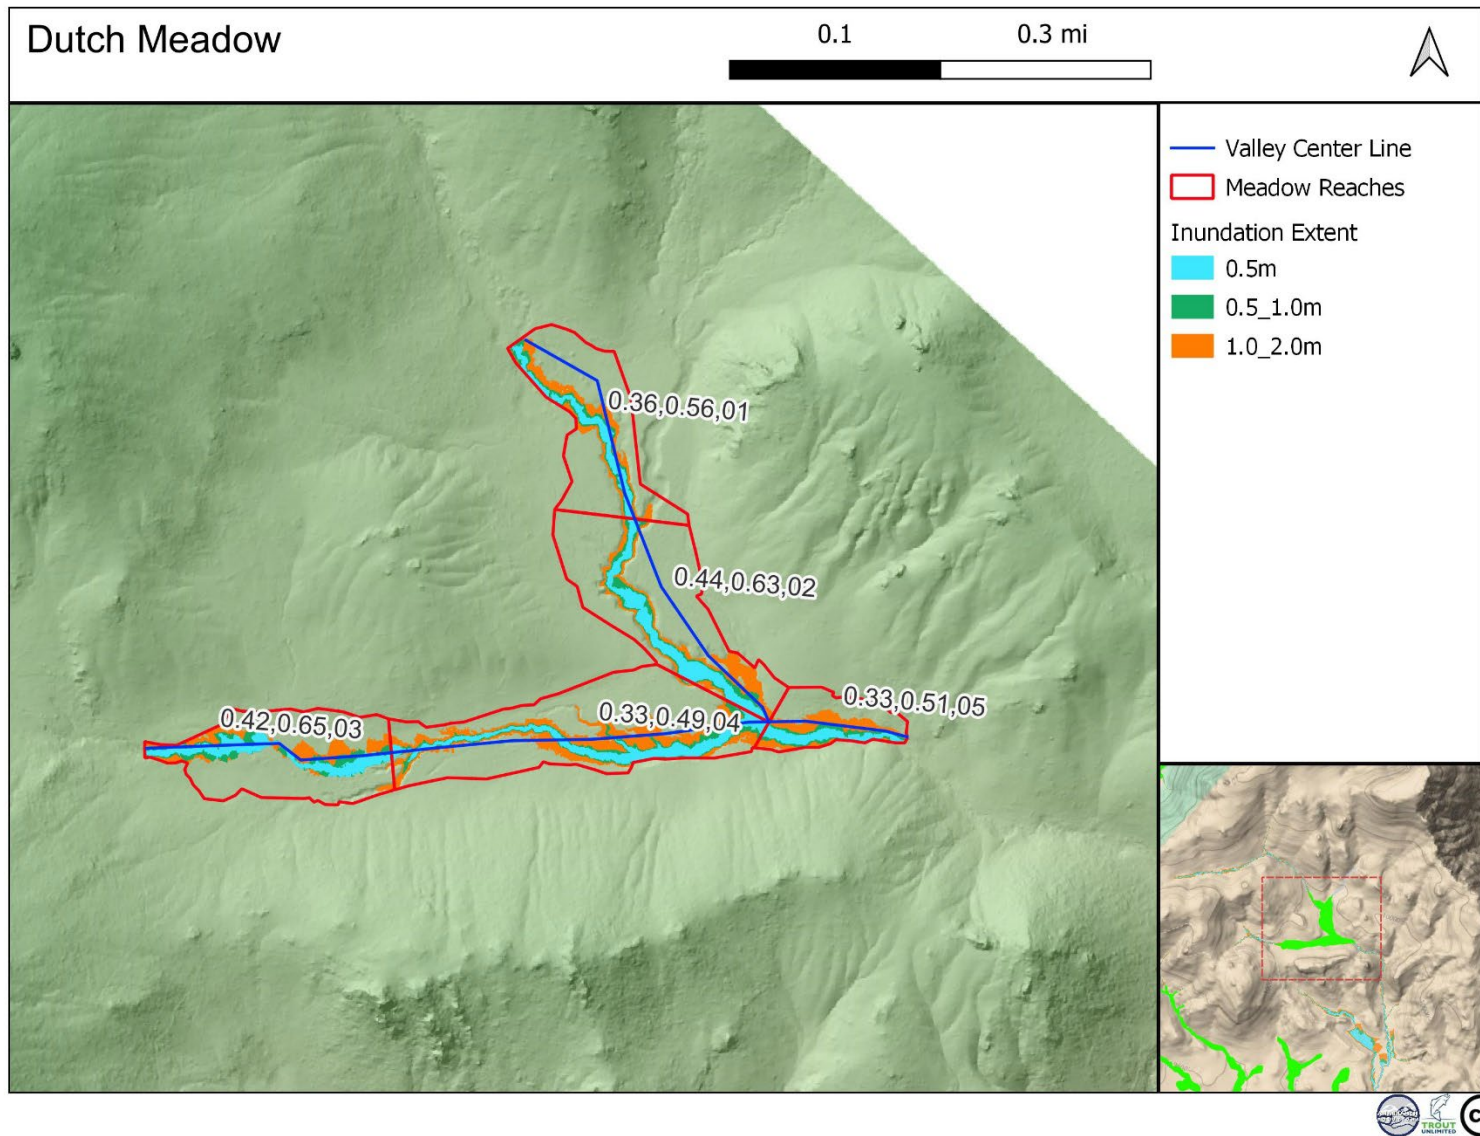 Dutch Meadow
0.1 0.3 mi
Valley Center Line
Meadow Reaches
Inundation Extent
0.5m
0.5_1.0m
1.0_2.0m
0.36,0.56,01
0.44,0.63,02
0.33,0.51,05
0.42,0.65,03
0.33,0.49,04
TROUT
UNLIMITED